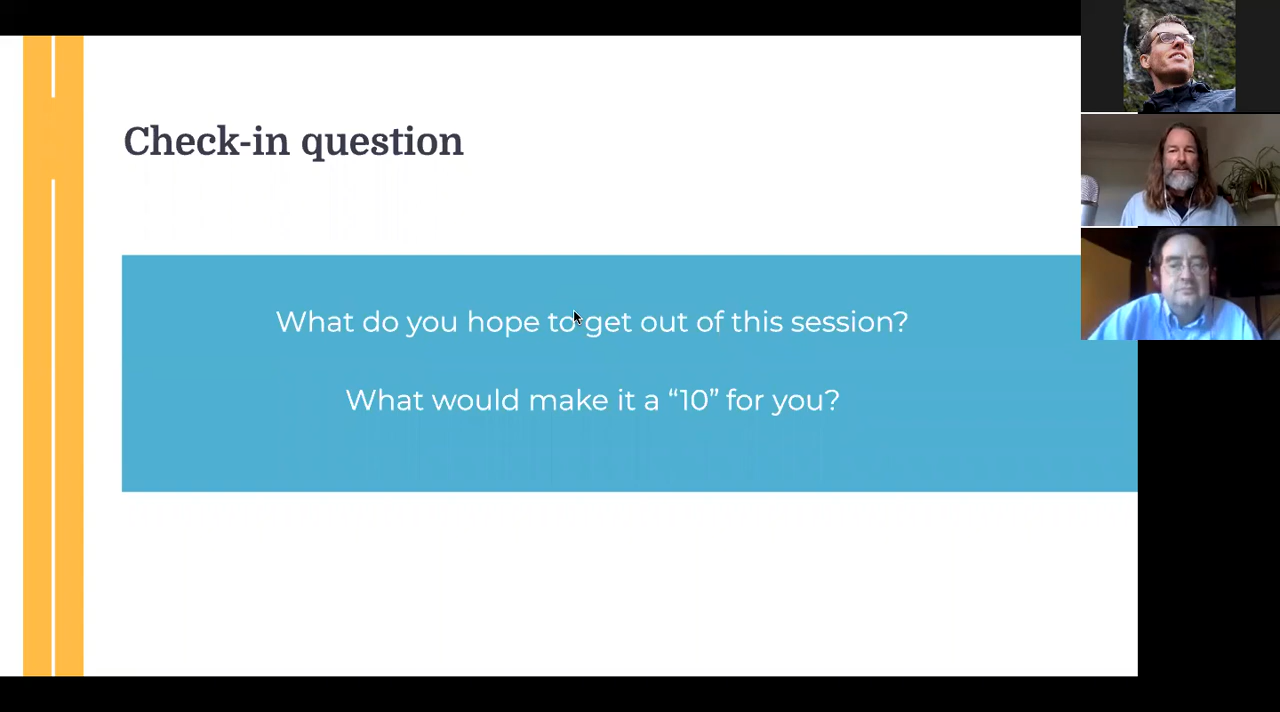 Check-in question
What do you hope to get out of this session?
What would make it a “10” for you?